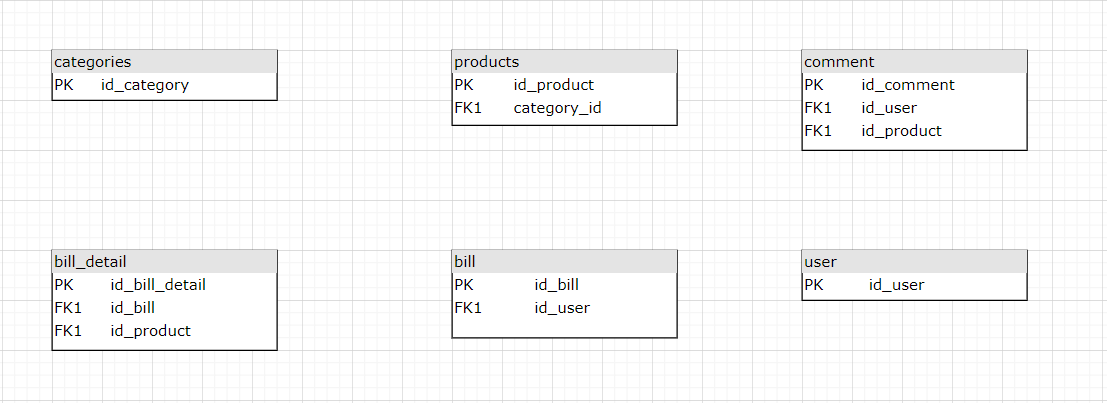 categories
PK id_category
products
PK id_product
FK1 category_id
comment
PK id_comment
FK1 id_user
FK1 id_product
bill_detail
PK id_bill_detail
FK1 id_bill
FK1 id_product
bill
PK id_bill
FK1 id_user
user
PK id_user